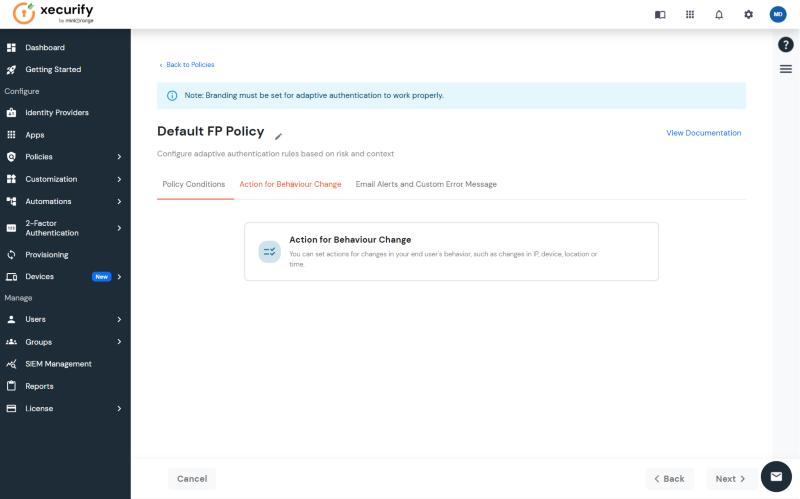 xecurify
by miniOrange
MD
Dashboard
Getting Started
Configure
Identity Providers
Apps
Policies
Customization
Automations
2-Factor
Authentication
Provisioning
Devices
New
Manage
Users
Groups
SIEM Management
Reports
License
?
‹ Back to Policies
Note: Branding must be set for adaptive authentication to work properly.
Default FP Policy
View Documentation
Configure adaptive authentication rules based on risk and context
Policy Conditions
Action for Behaviour Change
Email Alerts and Custom Error Message
Action for Behaviour Change
You can set actions for changes in your end user's behavior, such as changes in IP, device, location or
time.
Cancel
Back
Next